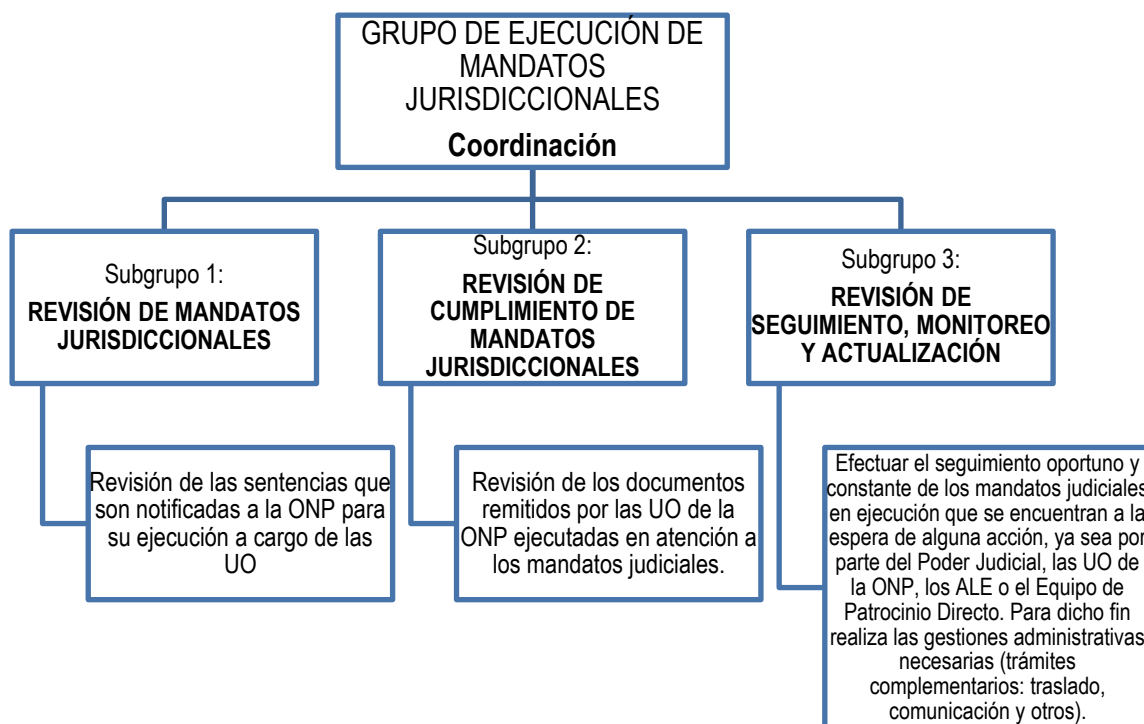 GRUPO DE EJECUCIÓN DE
MANDATOS
JURISDICCIONALES
Coordinación
Subgrupo 1:
REVISIÓN DE MANDATOS
JURISDICCIONALES
Subgrupo 2:
REVISIÓN DE
CUMPLIMIENTO DE
MANDATOS
JURISDICCIONALES
Subgrupo 3:
REVISIÓN DE
SEGUIMIENTO, MONITOREO
Y ACTUALIZACIÓN
Revisión de las sentencias que
son notificadas a la ONP para
su ejecución a cargo de las
UO
Revisión de los documentos
remitidos por las UO de la
ONP ejecutadas en atención a
los mandatos judiciales.
Efectuar el seguimiento oportuno y
constante de los mandatos judiciales
en ejecución que se encuentran a la
espera de alguna acción, ya sea por
parte del Poder Judicial, las UO de
la ONP, los ALE o el Equipo de
Patrocinio Directo. Para dicho fin
realiza las gestiones administrativas
necesarias (trámites
complementarios: traslado,
comunicación y otros).